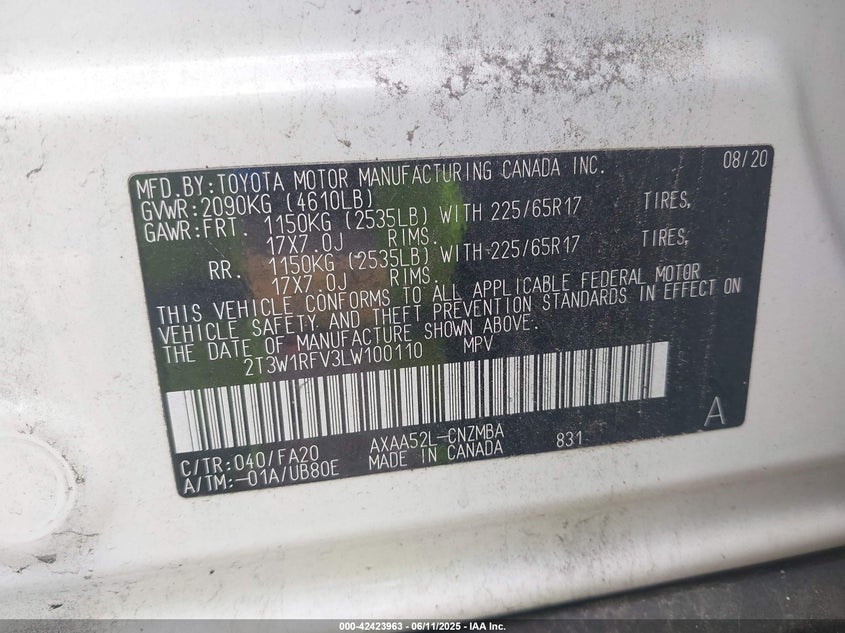 08/20
MFD.BY:TOYOTA MOTOR MANUFACTURING CANADA INC.
GVWR:2090KG (4610LB)
GAWR:FRT. 1150KG (2535LB) WITH 225/65R17 TIRES,
17X7.0J RIMS.
RR. 1150KG (2535LB) WITH 225/65R17 TIRES,
17X7.0J RIMS.
THIS VEHICLE CONFORMS TO ALL APPLICABLE FEDERAL MOTOR
VEHICLE SAFETY AND THEFT PREVENTION STANDARDS IN EFFECT ON
THE DATE OF MANUFACTURE SHOWN ABOVE.
2T3W1RFV3LW100110 MPV
A
C/TR:040/FA20 AXAA52L-CNZMBA 831
A/TM:-01A/UB80E MADE IN CANADA
000-42423963 - 06/11/2025 - IAA Inc.